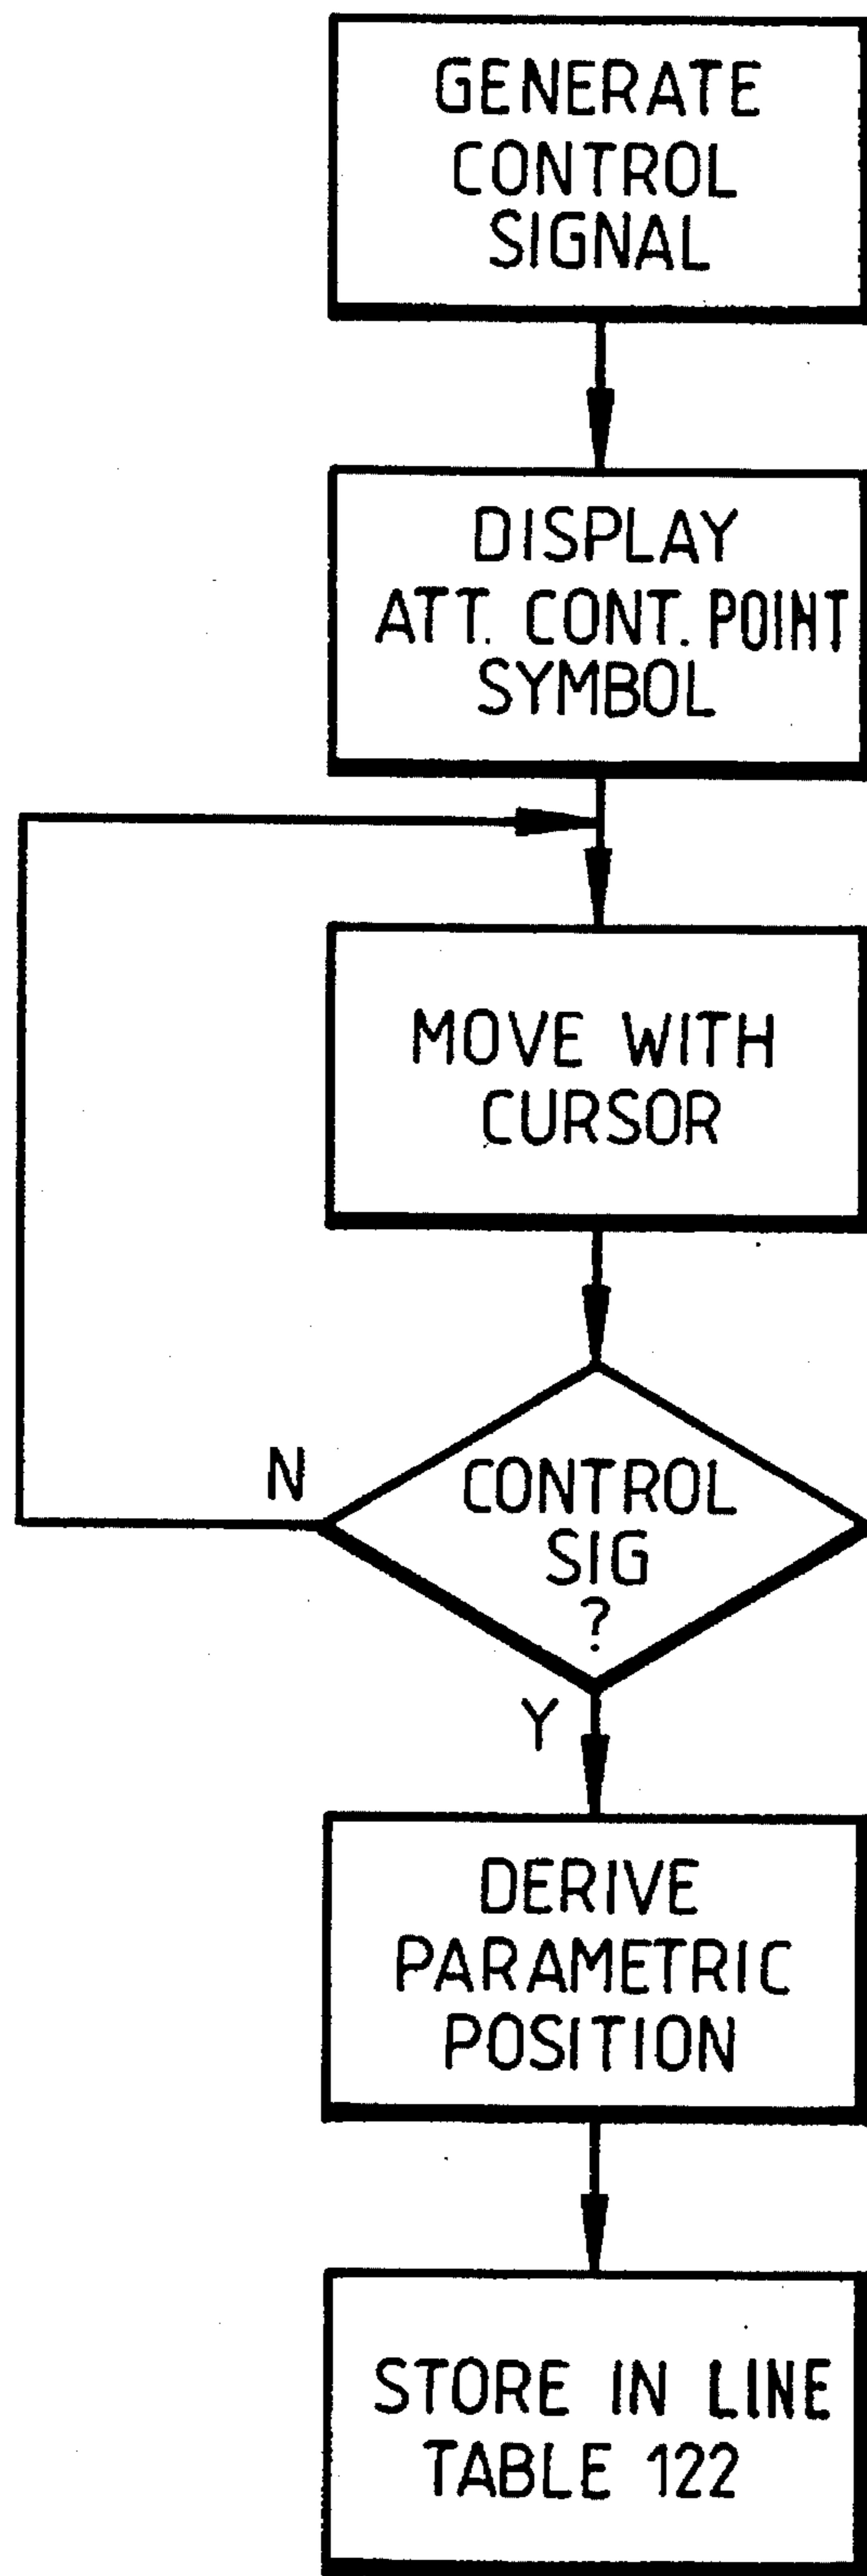 GENERATE
CONTROL
SIGNAL
DISPLAY
ATT. CONT. POINT
SYMBOL
MOVE WITH
CURSOR
N
CONTROL
SIG
?
Y
DERIVE
PARAMETRIC
POSITION
STORE IN LINE
TABLE 122